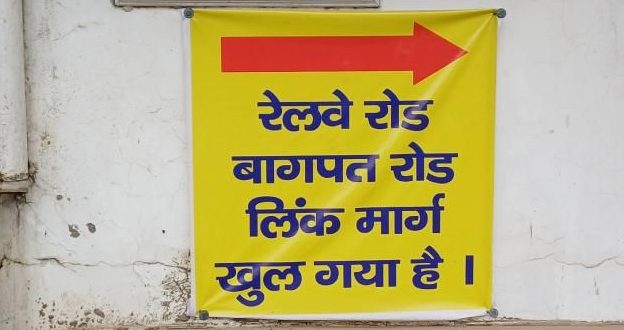 रेलवे रोड
बागपत रोड
लिंक मार्ग
खुल गया है ।